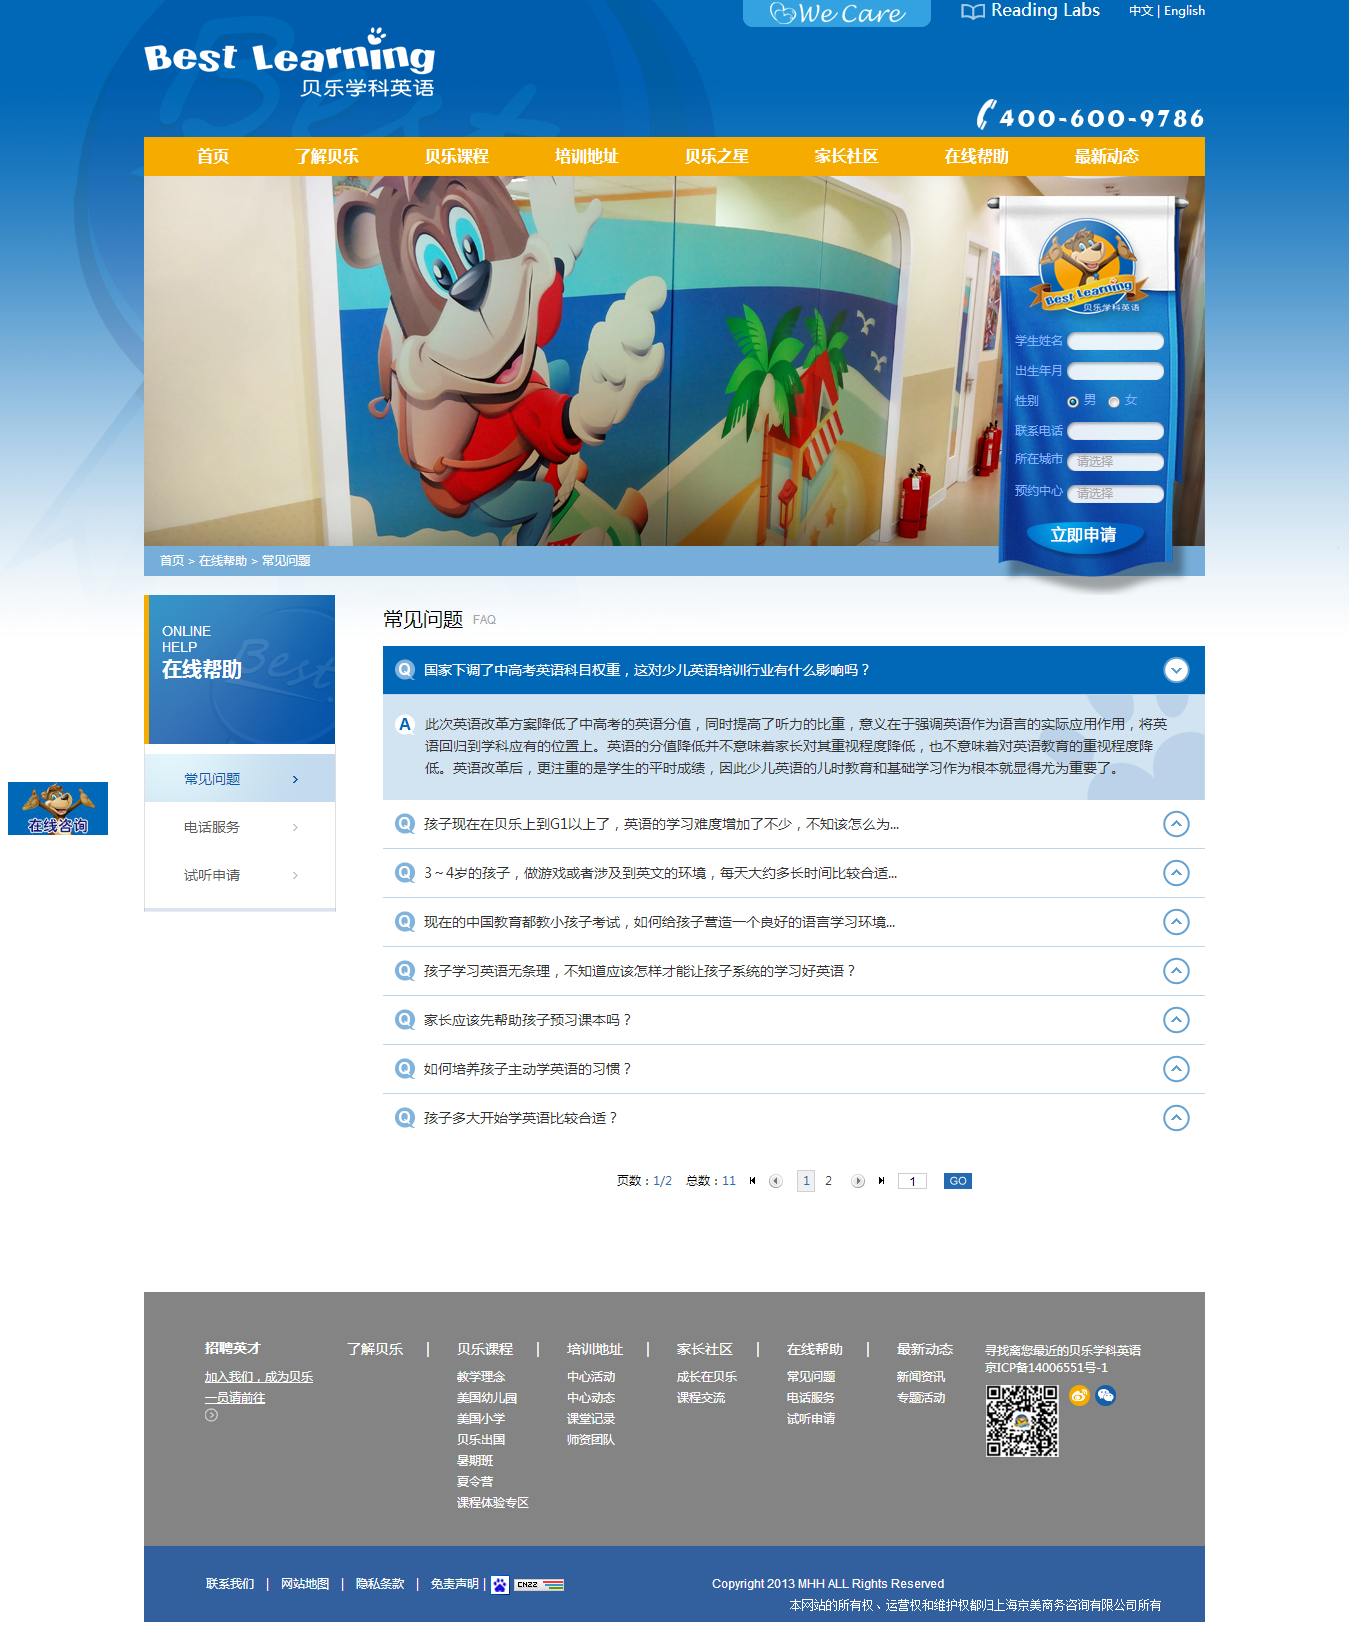 We Care
Reading Labs
中文 | English
Best Learning
贝乐学科英语
400-600-9786
首页 了解贝乐 贝乐课程 培训地址 贝乐之星 家长社区 在线帮助 最新动态
Best Learning
贝乐学科英语
学生姓名
出生年月
性别 男 女
联系电话
所在城市 请选择
预约中心 请选择
立即申请
首页 > 在线帮助 > 常见问题
ONLINE
HELP
在线帮助
常见问题
电话服务
试听申请
在线咨询
常见问题 FAQ
Q 国家下调了中高考英语科目权重，这对少儿英语培训行业有什么影响吗？
A 此次英语改革方案降低了中高考的英语分值，同时提高了听力的比重，意义在于强调英语作为语言的实际应用作用，将英
语回归到学科应有的位置上。英语的分值降低并不意味着家长对其重视程度降低，也不意味着对英语教育的重视程度降
低。英语改革后，更注重的是学生的平时成绩，因此少儿英语的儿时教育和基础学习作为根本就显得尤为重要了。
Q 孩子现在在贝乐上到G1以上了，英语的学习难度增加了不少，不知该怎么为...
Q 3～4岁的孩子，做游戏或者涉及到英文的环境，每天大约多长时间比较合适...
Q 现在的中国教育都教小孩子考试，如何给孩子营造一个良好的语言学习环境...
Q 孩子学习英语无条理，不知道应该怎样才能让孩子系统的学习好英语？
Q 家长应该先帮助孩子预习课本吗？
Q 如何培养孩子主动学英语的习惯？
Q 孩子多大开始学英语比较合适？
页数：1/2 总数：11 1 2 1 GO
招聘英才
加入我们，成为贝乐
一员请前往
了解贝乐 |
贝乐课程 |
教学理念
美国幼儿园
美国小学
贝乐出国
暑期班
夏令营
课程体验专区
培训地址 |
中心活动
中心动态
课堂记录
师资团队
家长社区 |
成长在贝乐
课程交流
在线帮助 |
常见问题
电话服务
试听申请
最新动态
新闻资讯
专题活动
寻找离您最近的贝乐学科英语
京ICP备14006551号-1
联系我们 | 网站地图 | 隐私条款 | 免责声明 | CNZZ
Copyright 2013 MHH ALL Rights Reserved
本网站的所有权、运营权和维护权都归上海京美商务咨询有限公司所有